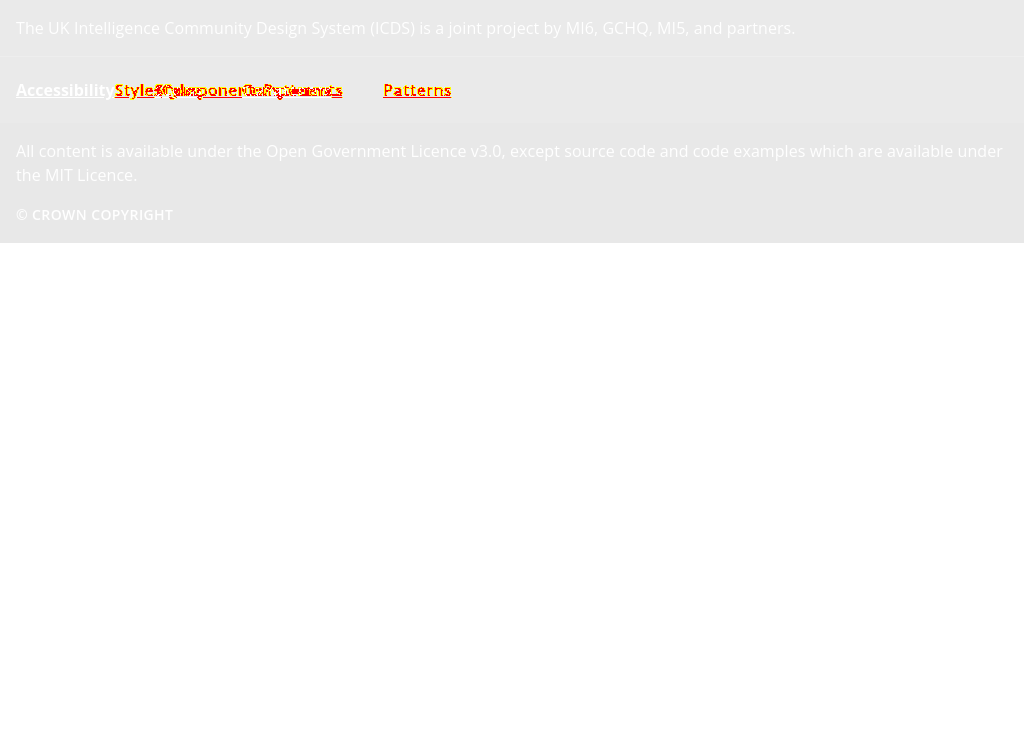 The UK Intelligence Community Design System (ICDS) is a joint project by MI6, GCHQ, MI5, and partners.
Accessibility Patterns
All content is available under the Open Government Licence v3.0, except source code and code examples which are available under
the MIT Licence.
© CROWN COPYRIGHT